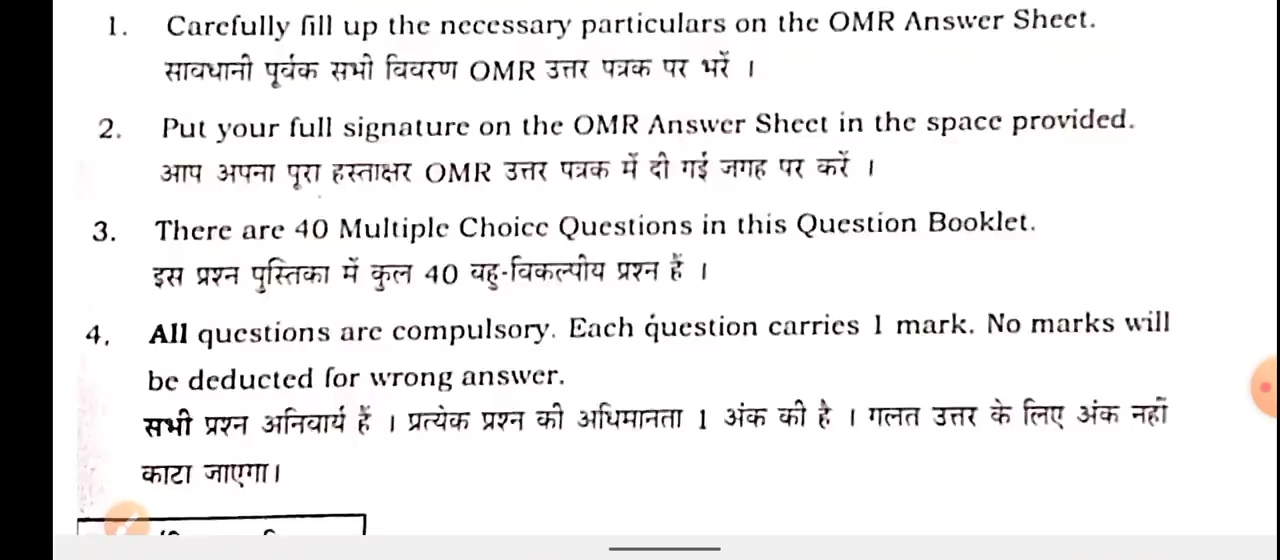 1. Carefully fill up the necessary particulars on the OMR Answer Sheet.
सावधानी पूर्वक सभी विवरण OMR उत्तर पत्रक पर भरें ।
2. Put your full signature on the OMR Answer Sheet in the space provided.
आप अपना पूरा हस्ताक्षर OMR उत्तर पत्रक में दी गई जगह पर करें ।
3. There are 40 Multiple Choice Questions in this Question Booklet.
इस प्रश्न पुस्तिका में कुल 40 बहु-विकल्पीय प्रश्न हैं ।
4. All questions are compulsory. Each question carries 1 mark. No marks will
be deducted for wrong answer.
सभी प्रश्न अनिवार्य हैं । प्रत्येक प्रश्न की अधिमानता 1 अंक की है । गलत उत्तर के लिए अंक नहीं
काटा जाएगा।